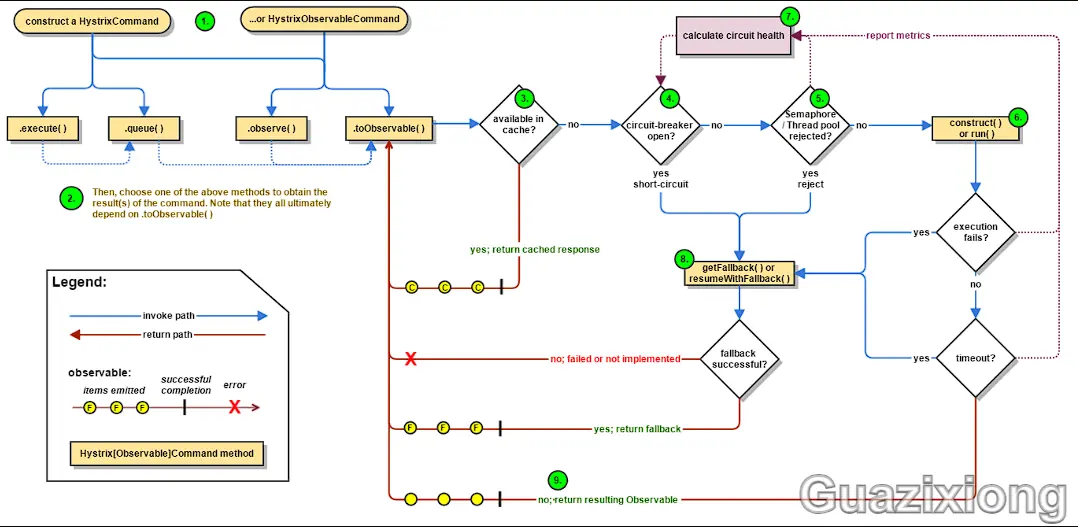 construct a HystrixCommand
1.
...or HystrixObservableCommand
7.
calculate circuit health
report metrics
3.
available in
cache?
4.
circuit-breaker
open?
5.
Semaphore
/ Thread pool
rejected?
6.
construct( )
or run( )
.execute( )
.queue( )
.observe( )
.toObservable( )
no
no
no
yes
short-circuit
yes
reject
2.
Then, choose one of the above methods to obtain the
result(s) of the command. Note that they all ultimately
depend on .toObservable( )
yes
execution
fails?
yes; return cached response
C
C
C
8.
getFallback( ) or
resumeWithFallback( )
no
Legend:
invoke path
return path
observable:
items emitted
successful
completion
error
F
F
F
X
Hystrix[Observable]Command method
X
no; failed or not implemented
fallback
successful?
yes
timeout?
F
F
F
yes; return fallback
9.
no; return resulting Observable
Guazixiong